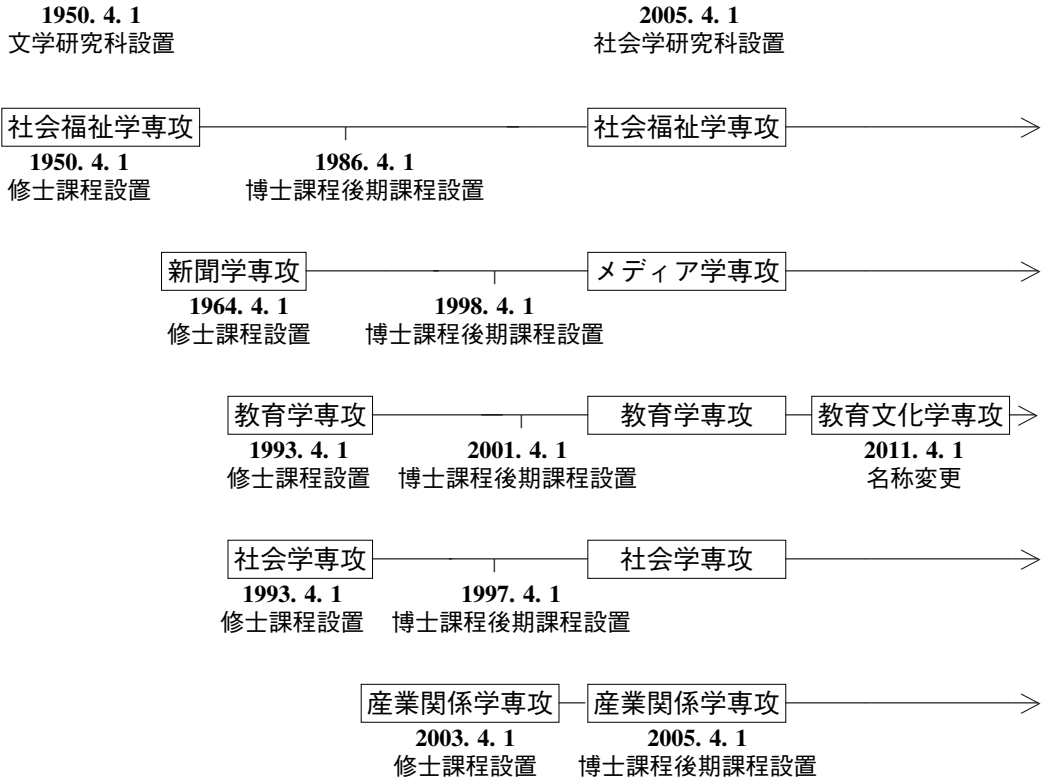 1950. 4. 1
2005. 4. 1
文学研究科設置
社会学研究科設置
社会福祉学専攻
社会福祉学専攻
1950. 4. 1
1986. 4. 1
修士課程設置
博士課程後期課程設置
新聞学専攻
メディア学専攻
1964. 4. 1
1998. 4. 1
修士課程設置
博士課程後期課程設置
教育学専攻
教育学専攻
教育文化学専攻
1993. 4. 1
2001. 4. 1
2011. 4. 1
修士課程設置
博士課程後期課程設置
名称変更
社会学専攻
社会学専攻
1993. 4. 1
1997. 4. 1
修士課程設置
博士課程後期課程設置
産業関係学専攻
産業関係学専攻
2003. 4. 1
2005. 4. 1
修士課程設置
博士課程後期課程設置